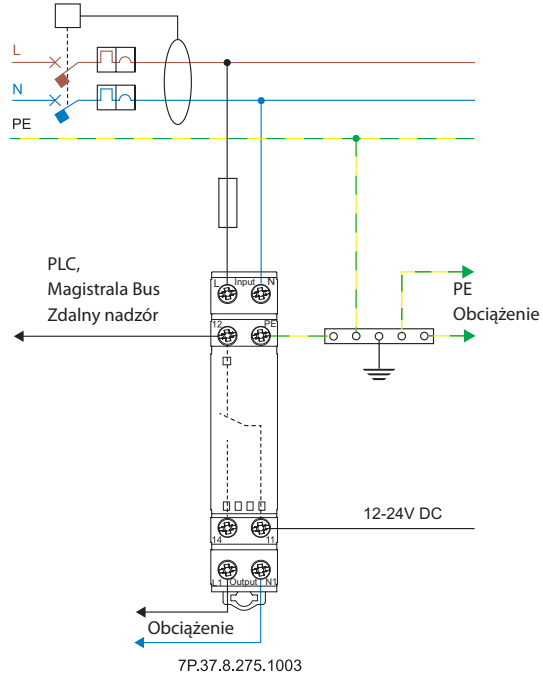 L
N
PE
L Input N
PLC,
Magistrala Bus
Zdalny nadzór
PE
Obciążenie
12 PE
12-24V DC
14 11
L1 Output N1
Obciążenie
7P.37.8.275.1003